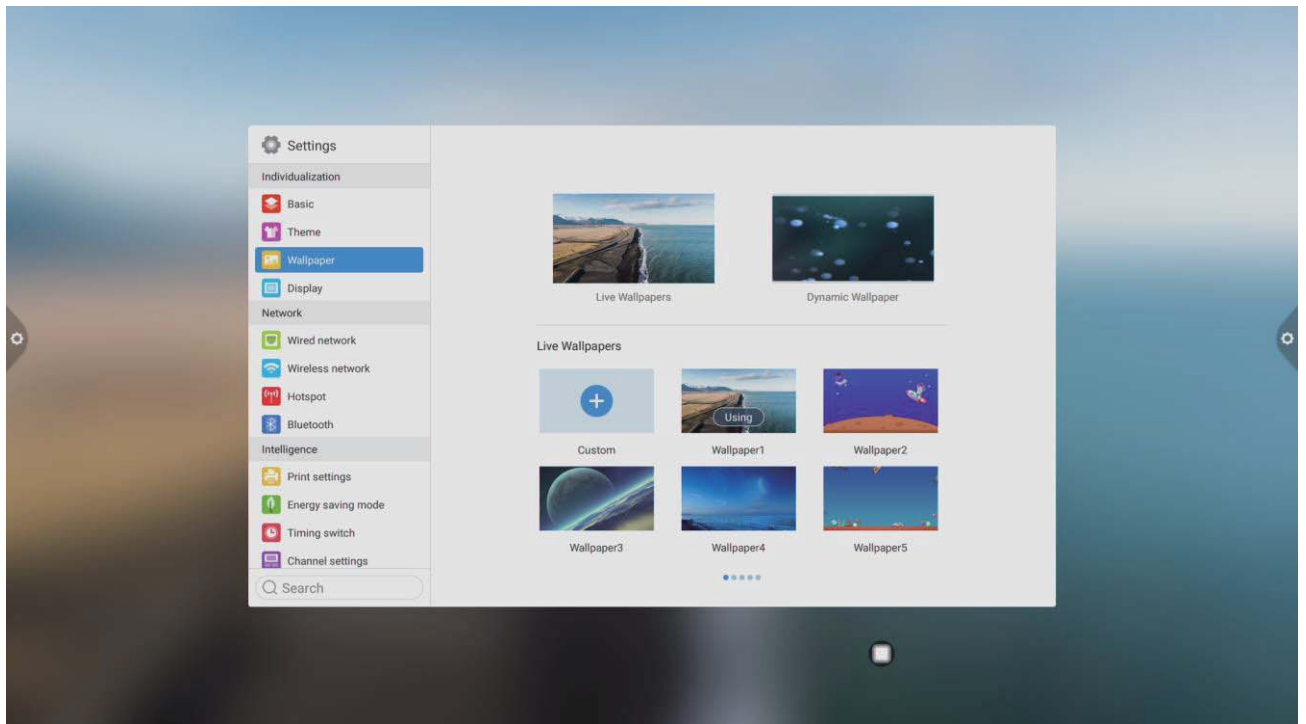 Settings
Individualization
Basic
Theme
Wallpaper
Display
Network
Wired network
Wireless network
Hotspot
Bluetooth
Intelligence
Print settings
Energy saving mode
Timing switch
Channel settings
Search
Live Wallpapers
Dynamic Wallpaper
Live Wallpapers
Using
Custom
Wallpaper1
Wallpaper2
Wallpaper3
Wallpaper4
Wallpaper5